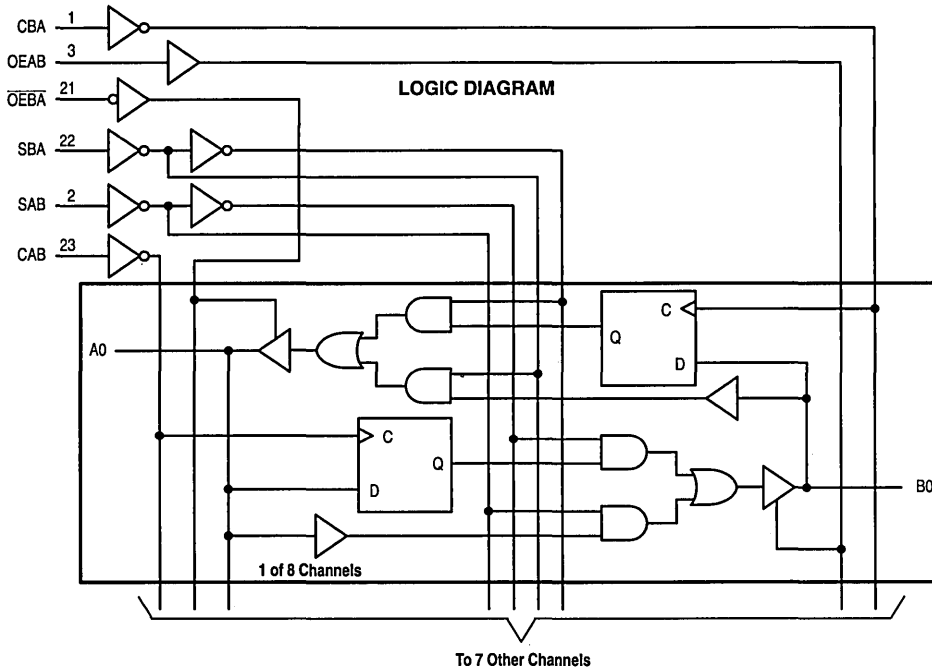 CBA 1
OEAB 3
LOGIC DIAGRAM
OEBA 21
SBA 22
SAB 2
CAB 23
C
Q
A0
D
C
Q
D
B0
1 of 8 Channels
To 7 Other Channels